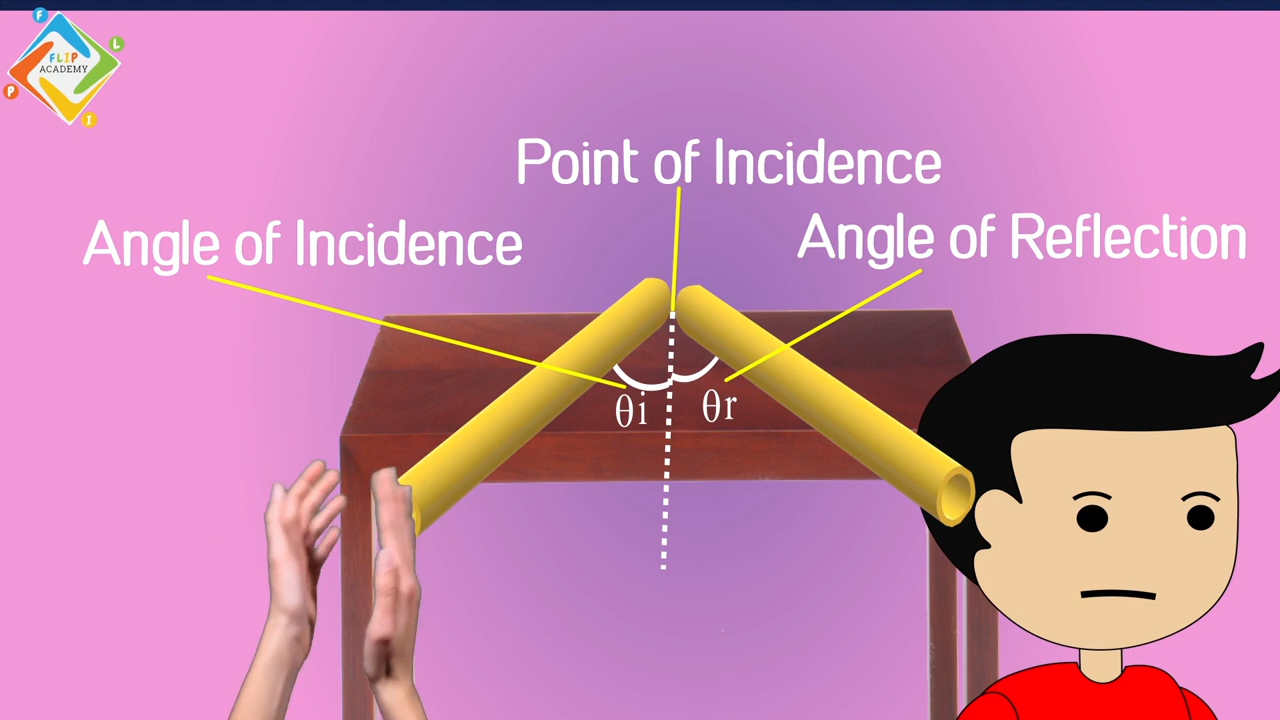 F
L
P
I
FLIP
ACADEMY
Point of Incidence
Angle of Incidence
Angle of Reflection
θi
θr